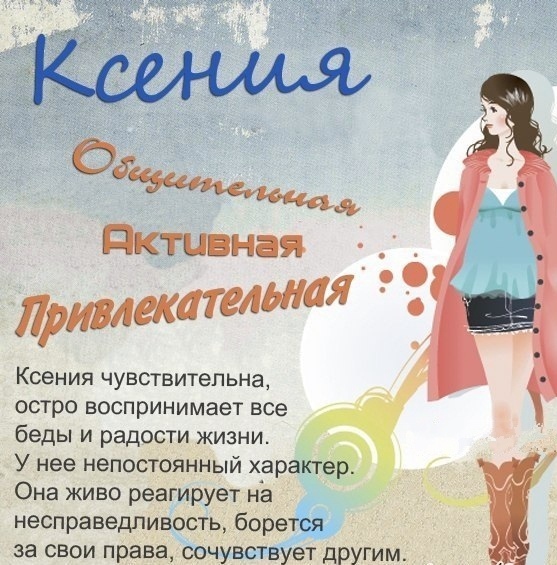 Ксения
Общительная
Активная
Привлекательная
Ксения чувствительна,
остро воспринимает все
беды и радости жизни.
У нее непостоянный характер.
Она живо реагирует на
несправедливость, борется
за свои права, сочувствует другим.